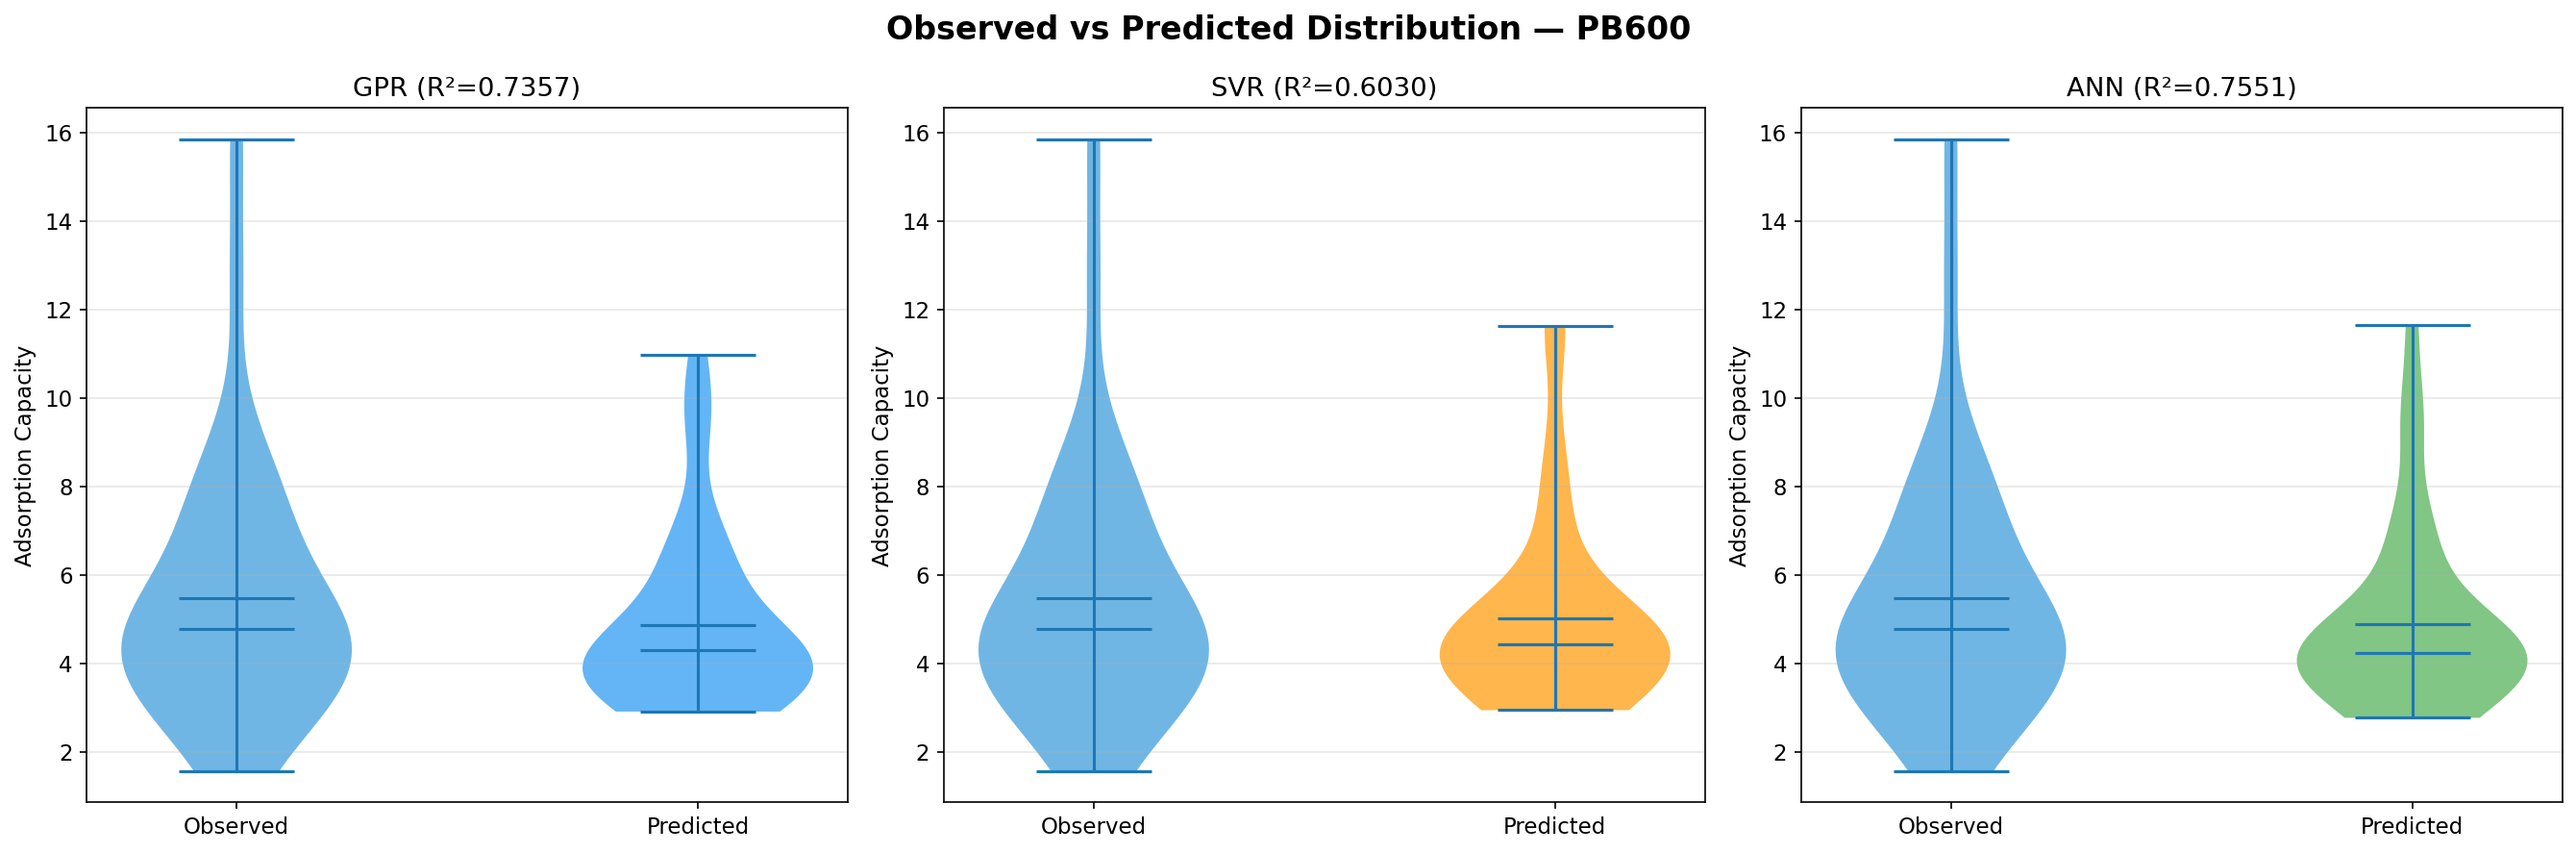 Observed vs Predicted Distribution — PB600
GPR (R²=0.7357)
Adsorption Capacity
16
14
12
10
8
6
4
2
Observed
Predicted
SVR (R²=0.6030)
Adsorption Capacity
16
14
12
10
8
6
4
2
Observed
Predicted
ANN (R²=0.7551)
Adsorption Capacity
16
14
12
10
8
6
4
2
Observed
Predicted